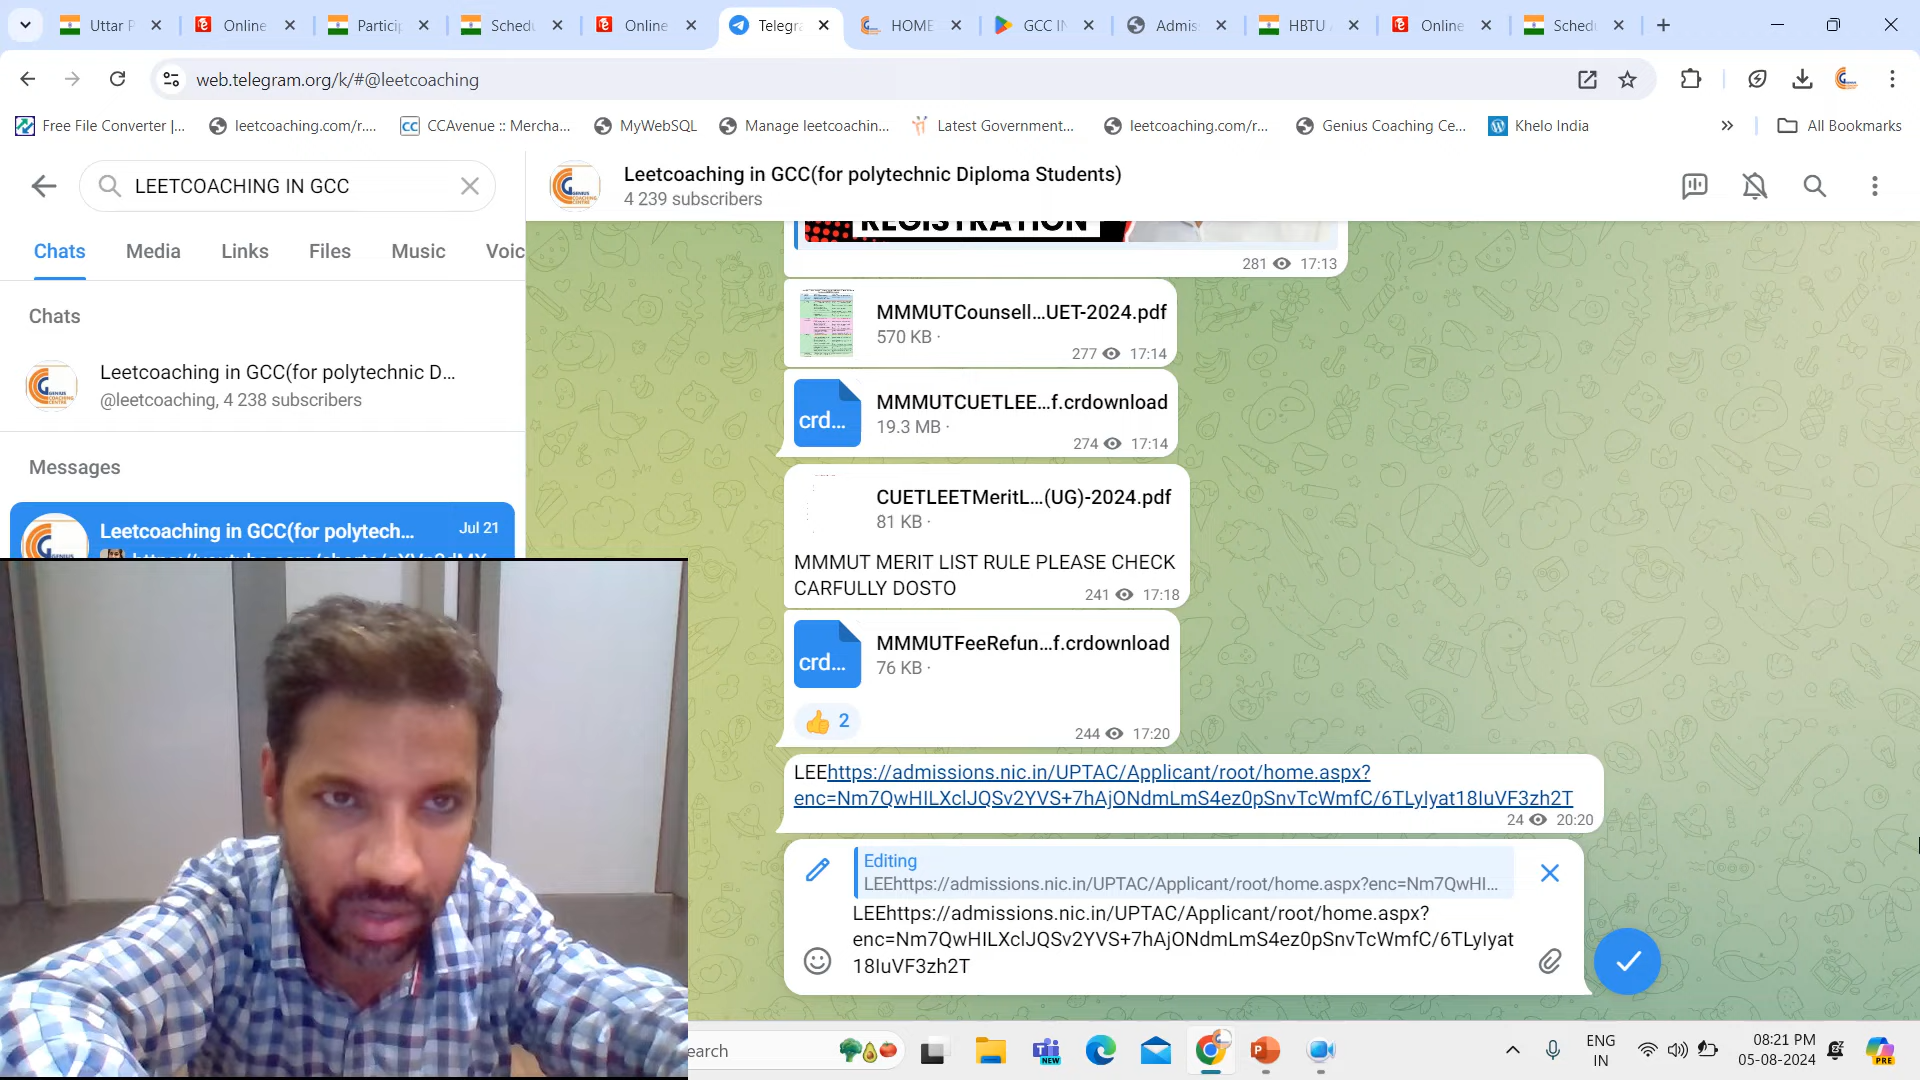 Uttar P
Online
Particip
Schedu
Online
Telegra
HOME
GCC IN
Admiss
HBTU A
Online
Schedu
web.telegram.org/k/#@leetcoaching
Free File Converter |...
leetcoaching.com/r....
CCAvenue :: Mercha...
MyWebSQL
Manage leetcoachin...
Latest Government...
leetcoaching.com/r...
Genius Coaching Ce...
Khelo India
All Bookmarks
LEETCOACHING IN GCC
Chats
Media
Links
Files
Music
Voic
Chats
Leetcoaching in GCC(for polytechnic D...
@leetcoaching, 4 238 subscribers
Messages
Leetcoaching in GCC(for polytech...
Jul 21
Leetcoaching in GCC(for polytechnic Diploma Students)
4 239 subscribers
REGISTRATION
281 17:13
MMMUTCounsell...UET-2024.pdf
570 KB ·
277 17:14
crd...
MMMUTCUETLEE...f.crdownload
19.3 MB ·
274 17:14
CUETLEETMeritL...(UG)-2024.pdf
81 KB ·
MMMUT MERIT LIST RULE PLEASE CHECK
CARFULLY DOSTO
241 17:18
crd...
MMMUTFeeRefun...f.crdownload
76 KB ·
2
244 17:20
LEEhttps://admissions.nic.in/UPTAC/Applicant/root/home.aspx?
enc=Nm7QwHILXclJQSv2YVS+7hAjONdmLmS4ez0pSnvTcWmfC/6TLyIyat18IuVF3zh2T
24 20:20
Editing
LEEhttps://admissions.nic.in/UPTAC/Applicant/root/home.aspx?enc=Nm7QwHI...
LEEhttps://admissions.nic.in/UPTAC/Applicant/root/home.aspx?
enc=Nm7QwHILXclJQSv2YVS+7hAjONdmLmS4ez0pSnvTcWmfC/6TLyIyat
18IuVF3zh2T
earch
NEW
ENG
IN
08:21 PM
05-08-2024
PRE